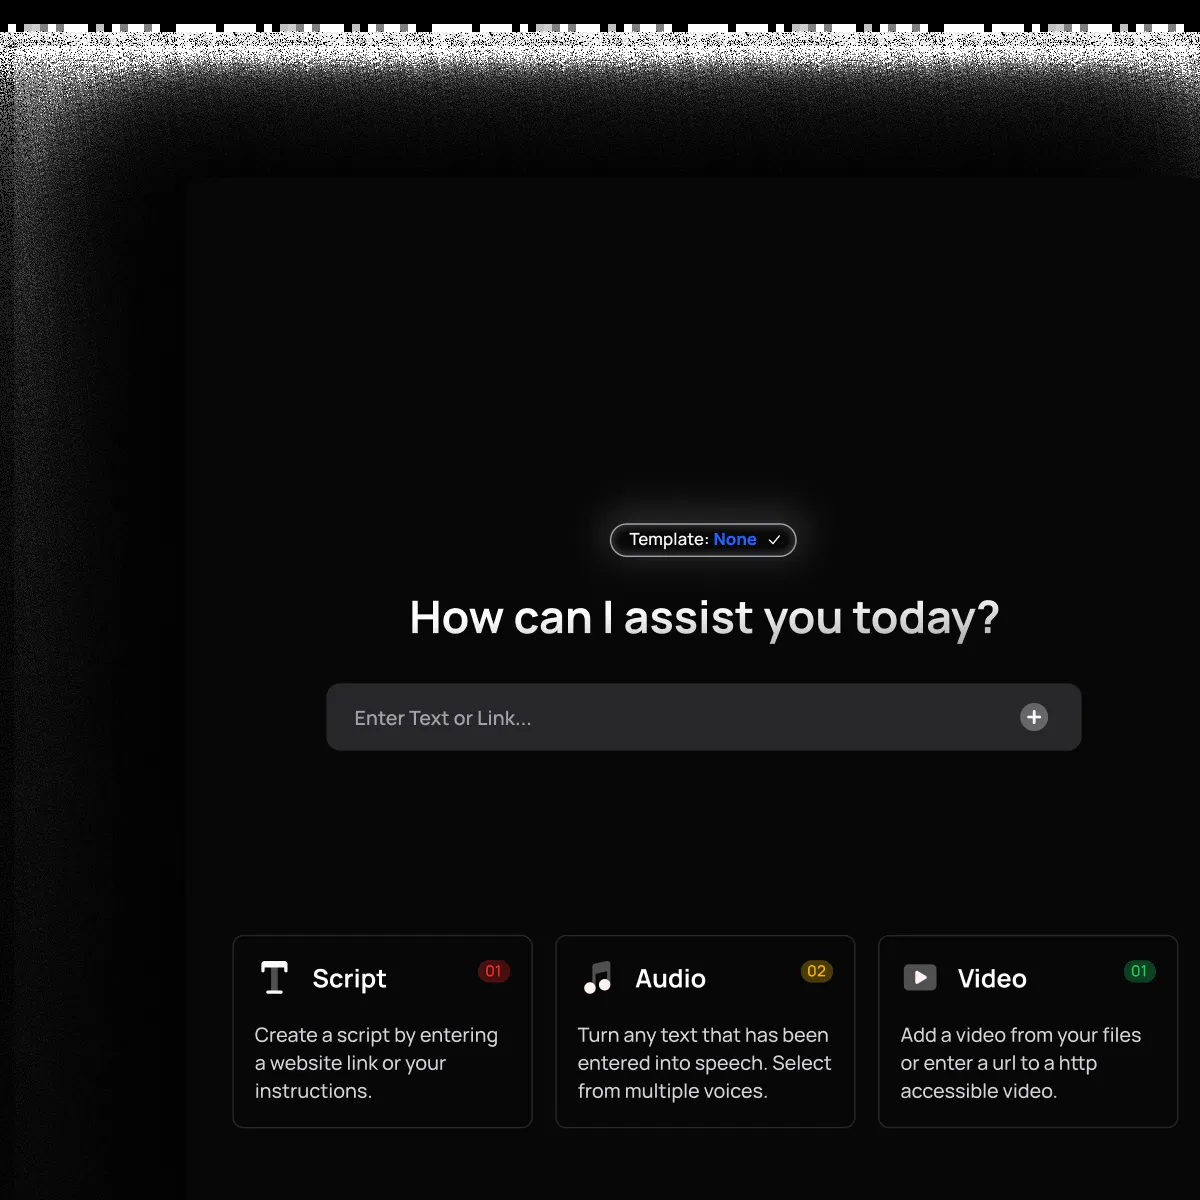 Template: None
How can I assist you today?
Enter Text or Link...
Script
01
Create a script by entering
a website link or your
instructions.
Audio
02
Turn any text that has been
entered into speech. Select
from multiple voices.
Video
01
Add a video from your files
or enter a url to a http
accessible video.